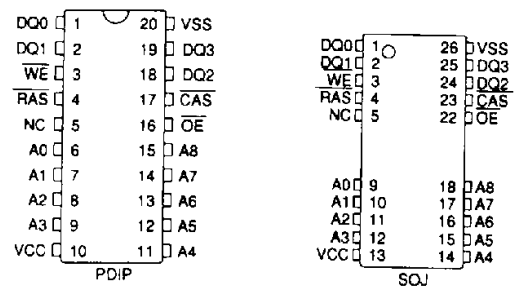 DQ0 1 20 VSS
DQ1 2 19 DQ3
WE 3 18 DQ2
RAS 4 17 CAS
NC 5 16 OE
A0 6 15 A8
A1 7 14 A7
A2 8 13 A6
A3 9 12 A5
VCC 10 11 A4
PDIP
DQ0 1 26 VSS
DQ1 2 25 DQ3
WE 3 24 DQ2
RAS 4 23 CAS
NC 5 22 OE
A0 9 18 A8
A1 10 17 A7
A2 11 16 A6
A3 12 15 A5
VCC 13 14 A4
SOJ